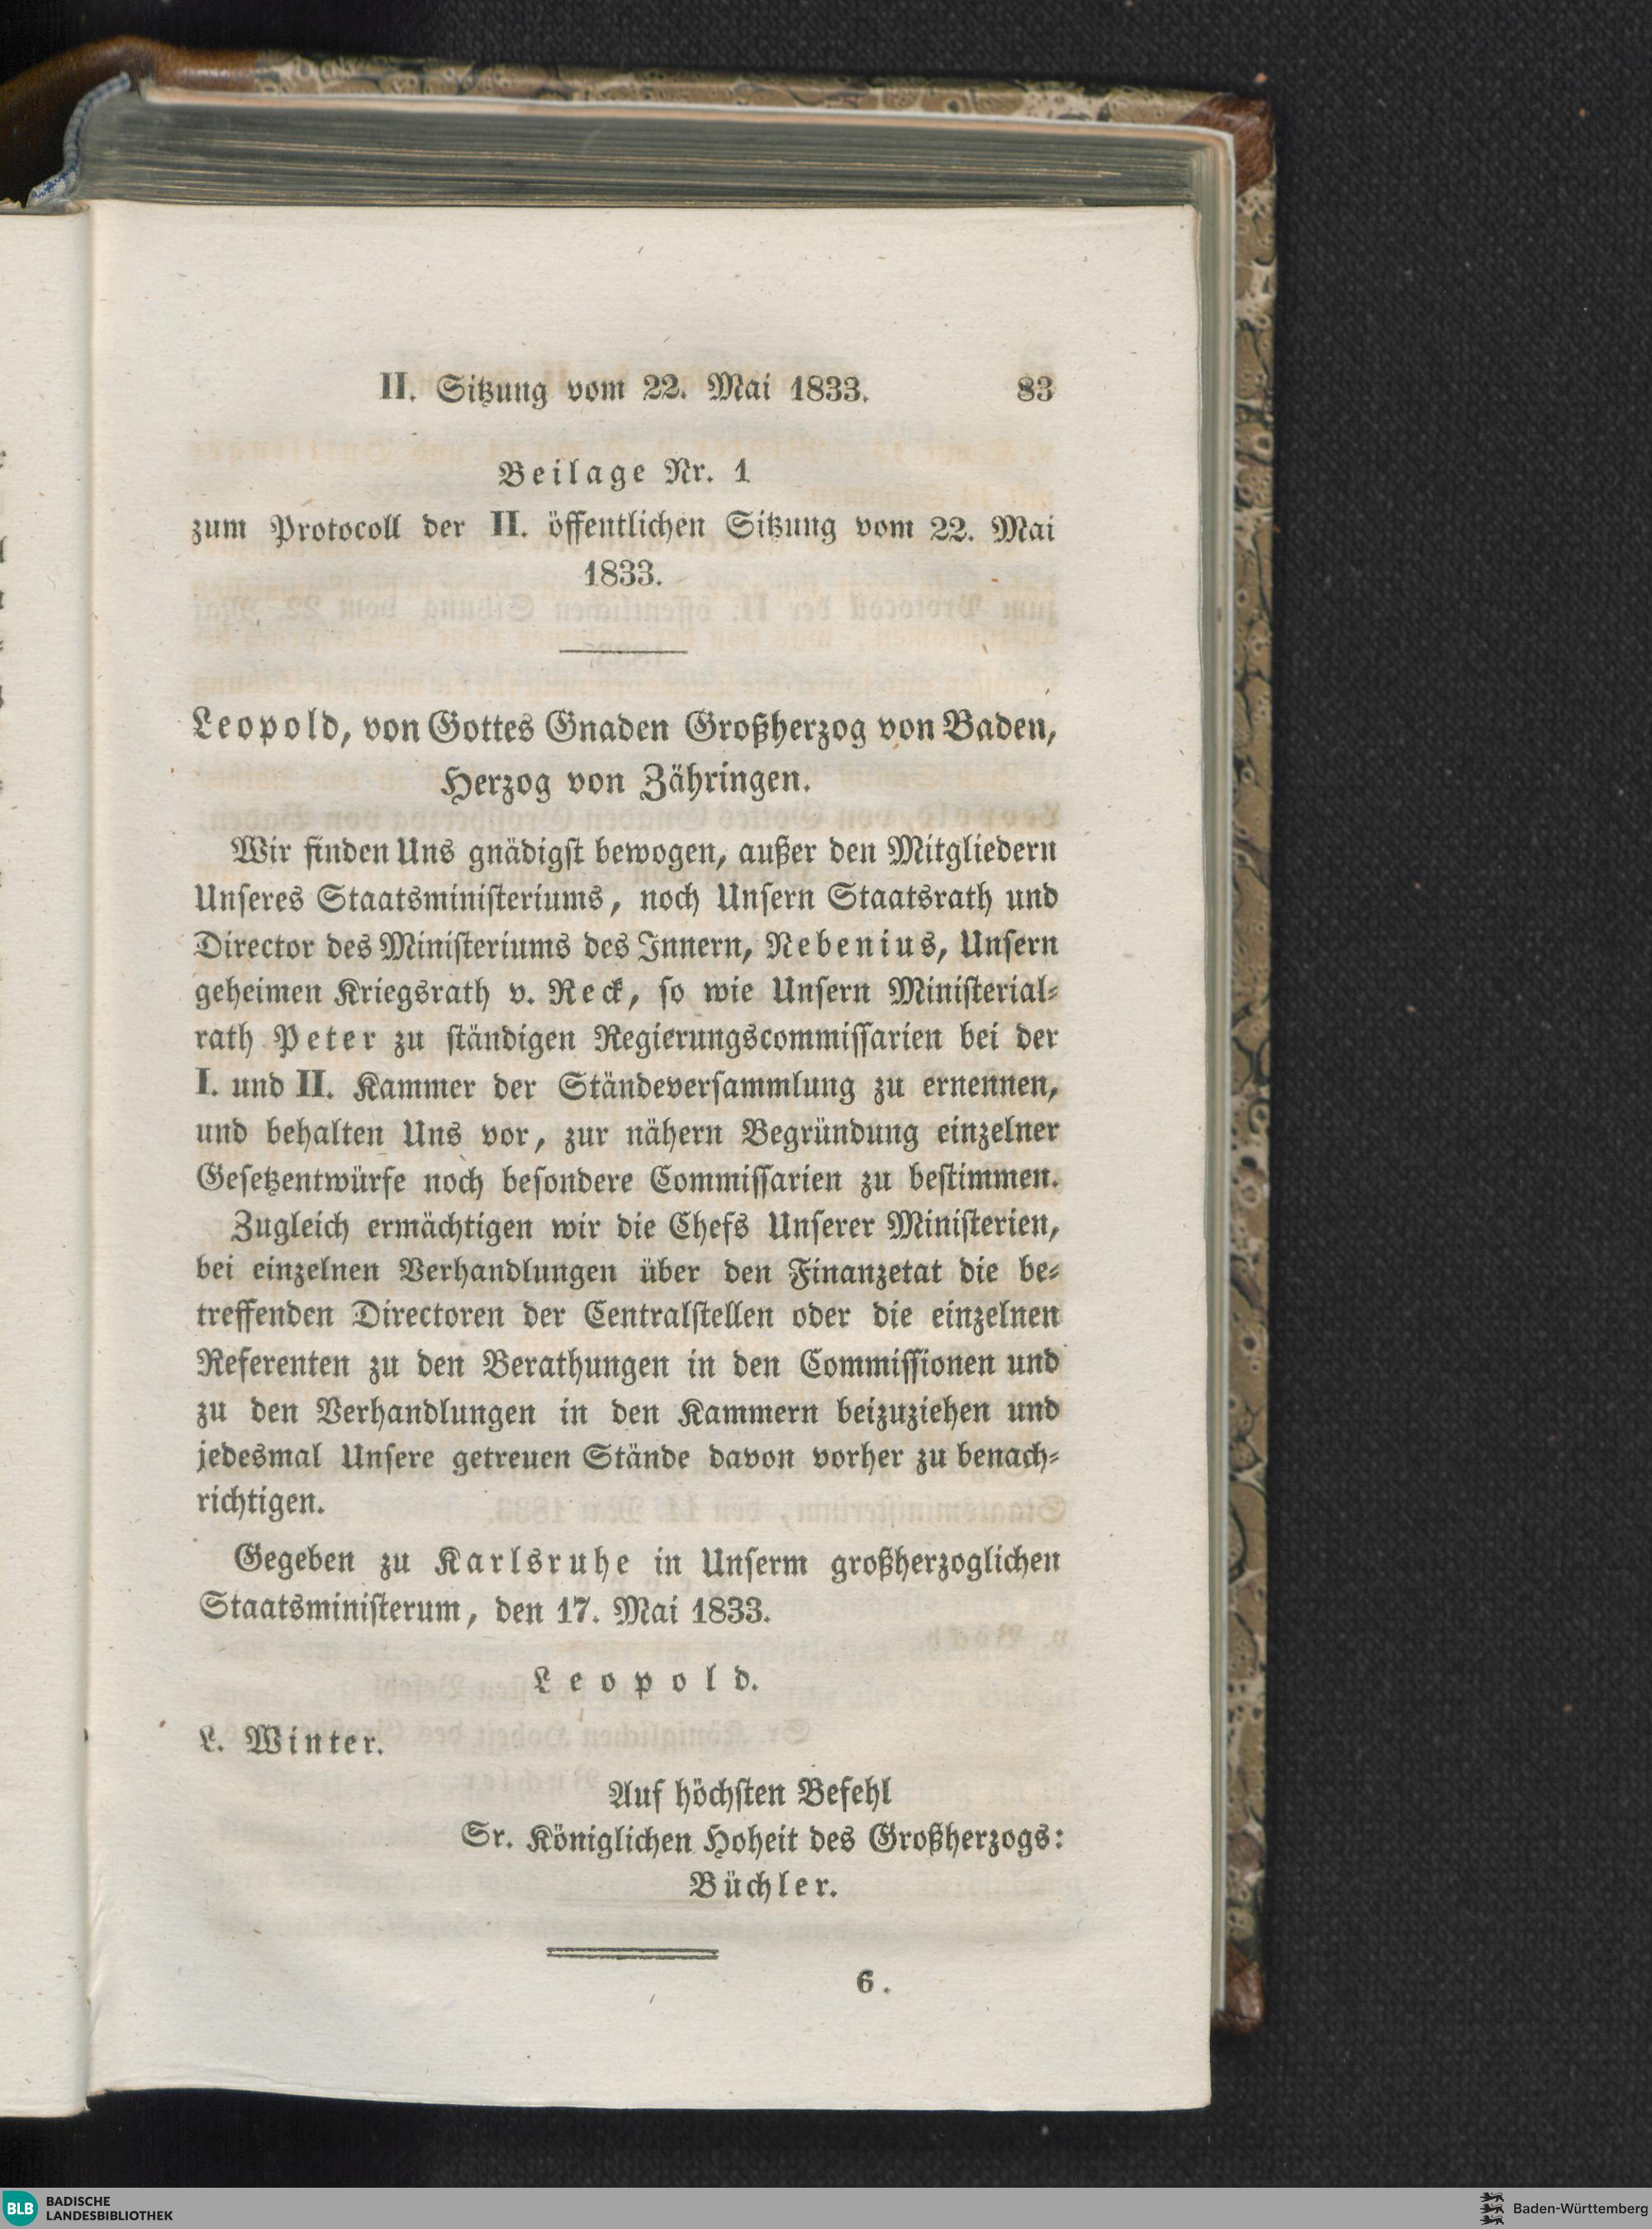 II. Sitzung vom 22. Mai 1833. 83
Beilage Nr. 1
zum Protocoll der II. öffentlichen Sitzung vom 22. Mai
1833.
Leopold, von Gottes Gnaden Großherzog von Baden,
Herzog von Zähringen.
Wir finden Uns gnädigst bewogen, außer den Mitgliedern
Unseres Staatsministeriums, noch Unsern Staatsrath und
Director des Ministeriums des Innern, Nebenius, Unsern
geheimen Kriegsrath v. Reck, so wie Unsern Ministerial-
rath Peter zu ständigen Regierungscommissarien bei der
I. und II. Kammer der Ständeversammlung zu ernennen,
und behalten Uns vor, zur nähern Begründung einzelner
Gesetzentwürfe noch besondere Commissarien zu bestimmen.
Zugleich ermächtigen wir die Chefs Unserer Ministerien,
bei einzelnen Verhandlungen über den Finanzetat die be-
treffenden Directoren der Centralstellen oder die einzelnen
Referenten zu den Berathungen in den Commissionen und
zu den Verhandlungen in den Kammern beizuziehen und
jedesmal Unsere getreuen Stände davon vorher zu benach-
richtigen.
Gegeben zu Karlsruhe in Unserm großherzoglichen
Staatsministerum, den 17. Mai 1833.
Leopold.
L. Winter.
Auf höchsten Befehl
Sr. Königlichen Hoheit des Großherzogs:
Büchler.
6.
BLB BADISCHE
LANDESBIBLIOTHEK
Baden-Württemberg